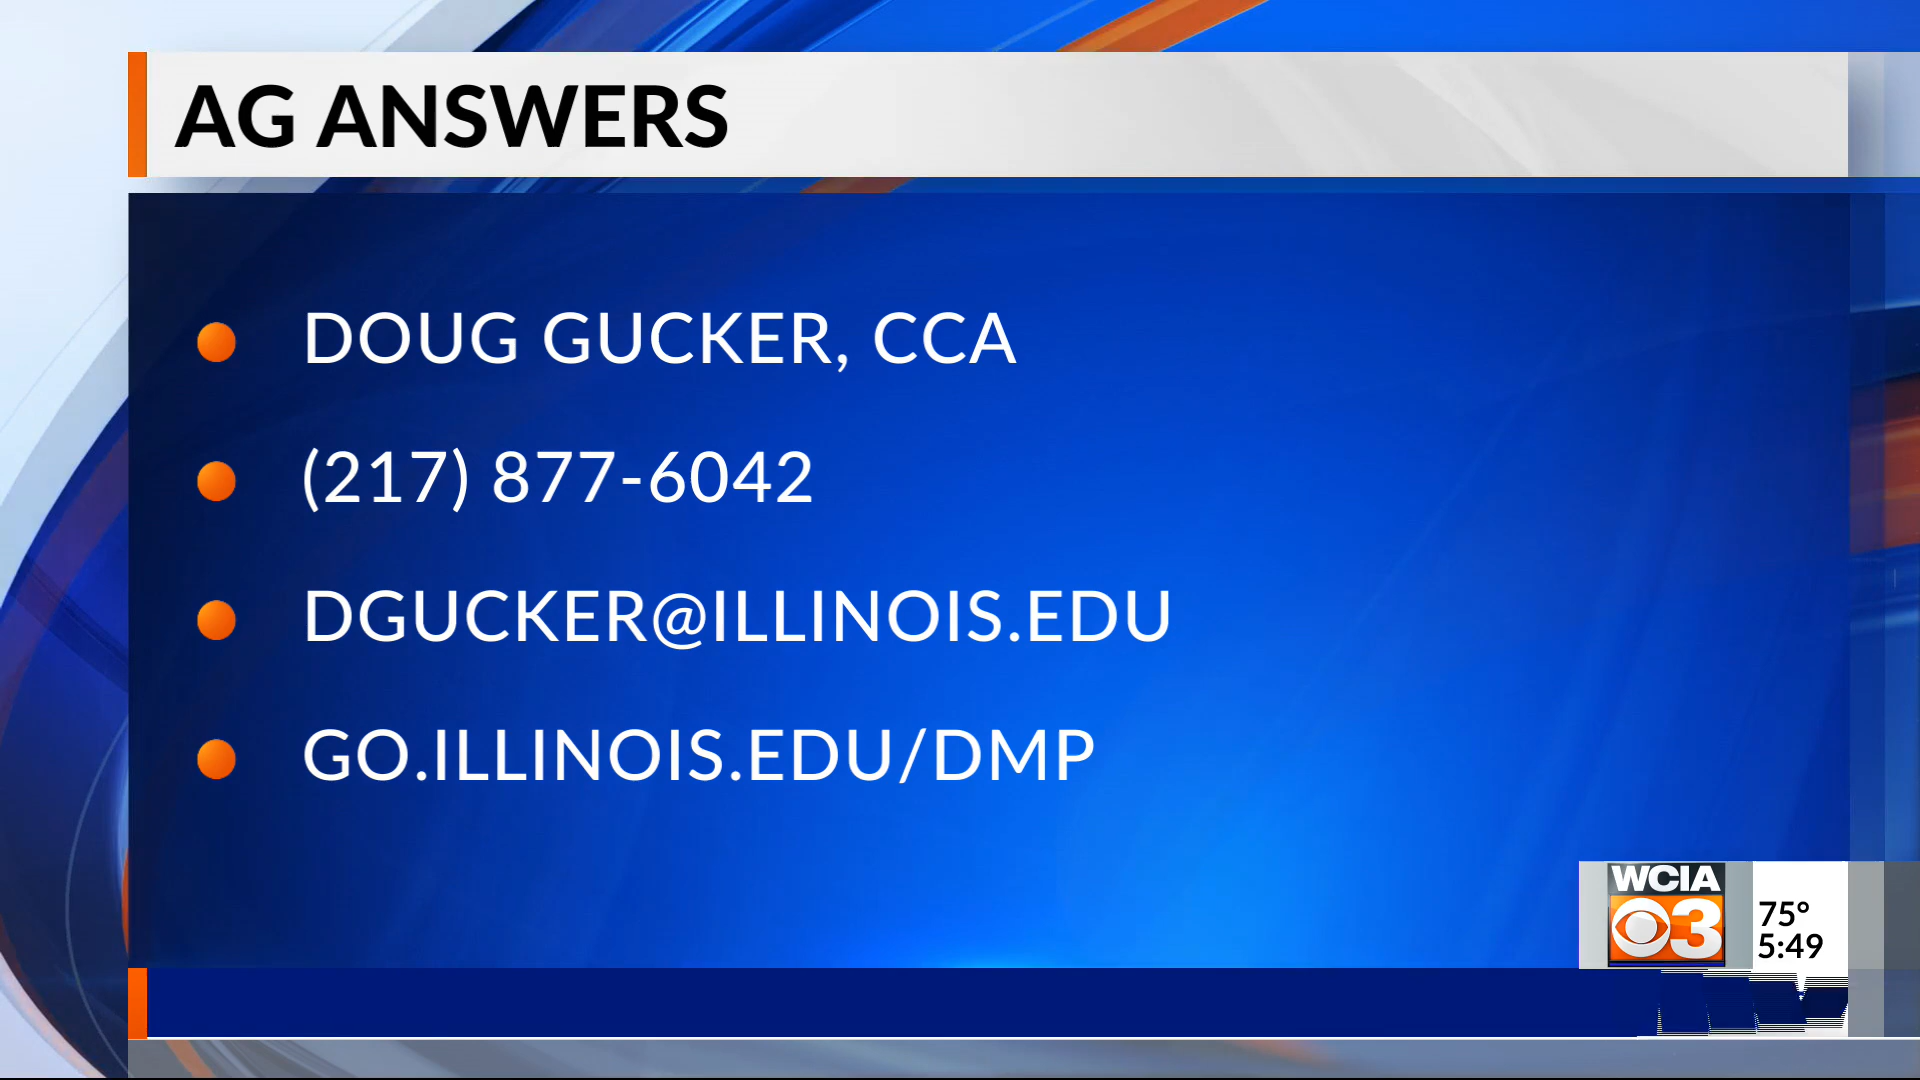 AG ANSWERS
DOUG GUCKER, CCA
(217) 877-6042
DGUCKER@ILLINOIS.EDU
GO.ILLINOIS.EDU/DMP
WCIA
3
75°
5:49